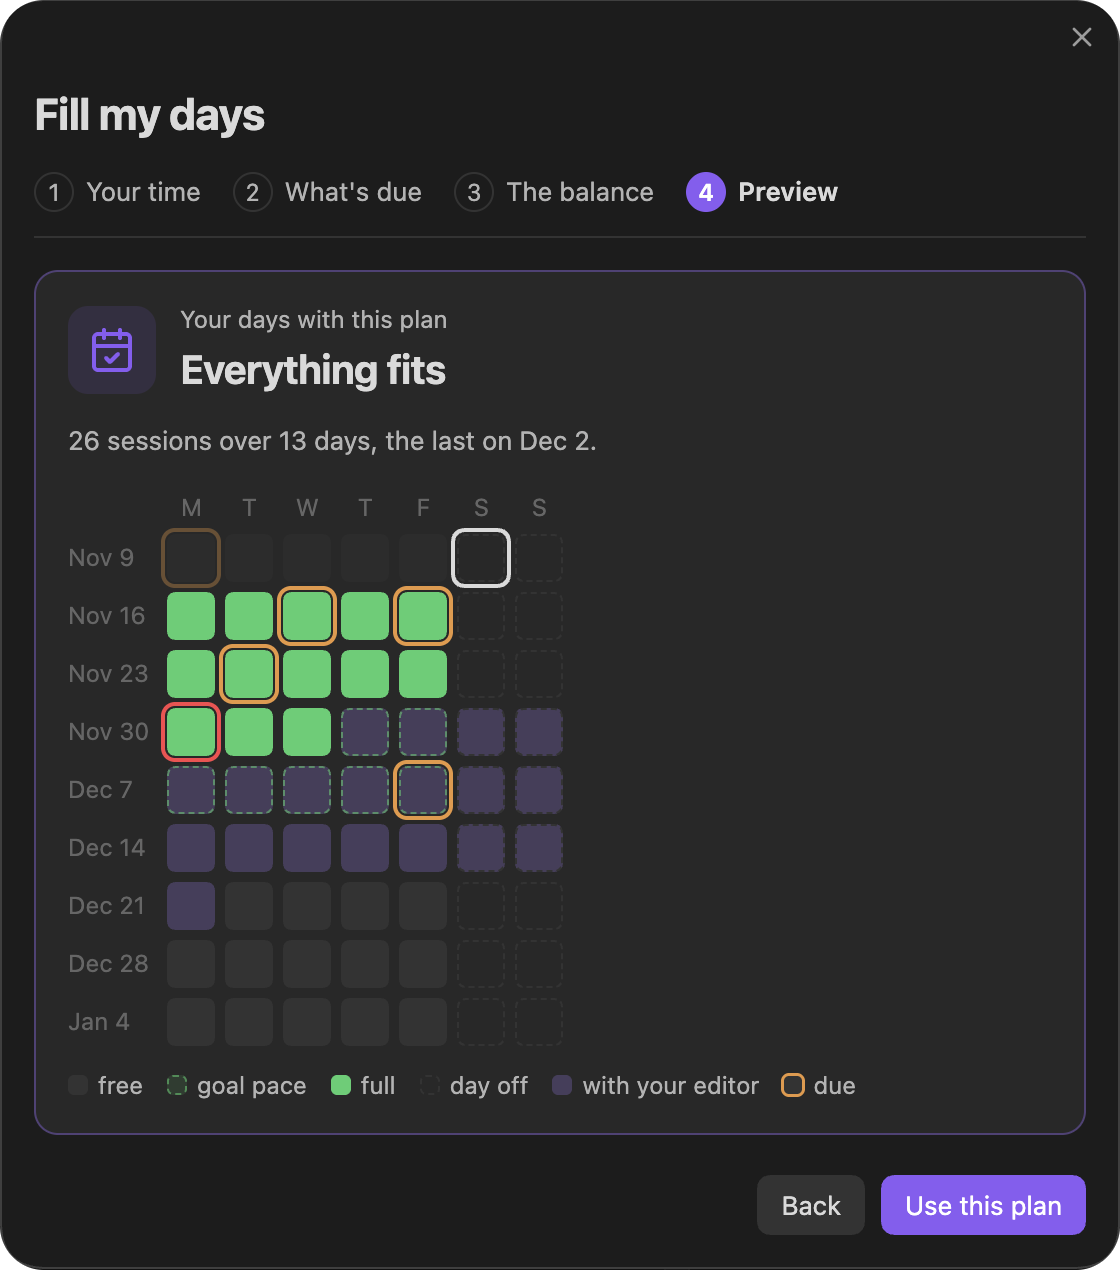 Fill my days
1 Your time 2 What's due 3 The balance 4 Preview
Your days with this plan
Everything fits
26 sessions over 13 days, the last on Dec 2.
M T W T F S S
Nov 9
Nov 16
Nov 23
Nov 30
Dec 7
Dec 14
Dec 21
Dec 28
Jan 4
free goal pace full day off with your editor due
Back Use this plan